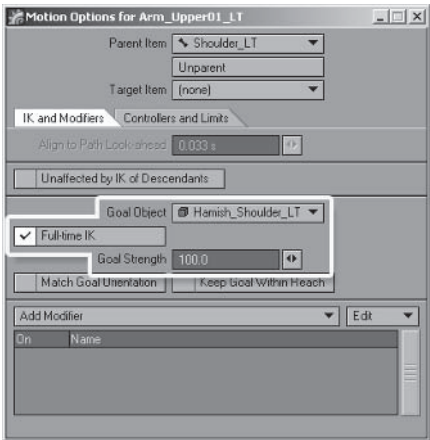 Motion Options for Arm_Upper01_LT
Parent Item Shoulder_LT
Unparent
Target Item (none)
IK and Modifiers Controllers and Limits
Align to Path Look-ahead 0.033 s
Unaffected by IK of Descendants
Goal Object Hamish_Shoulder_LT
Full-time IK
Goal Strength 100.0
Match Goal Orientation Keep Goal Within Reach
Add Modifier Edit
On Name